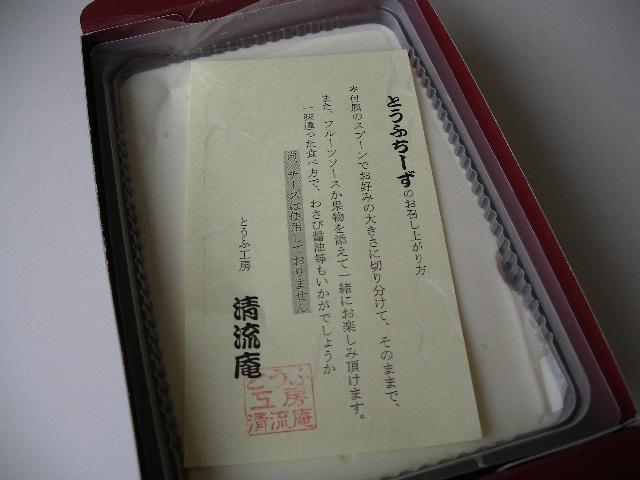 とうふちーずのお召し上がり方
＊付属のスプーンでお好みの大きさに切り分けて、そのままで、
また、フルーツソースか果物を添えて一緒にお楽しみ頂けます。
一味違った食べ方で、わさび醤油等もいかがでしょうか
尚、チーズは使用しておりません
とうふ工房
清流庵
とうふ
工房
清流庵